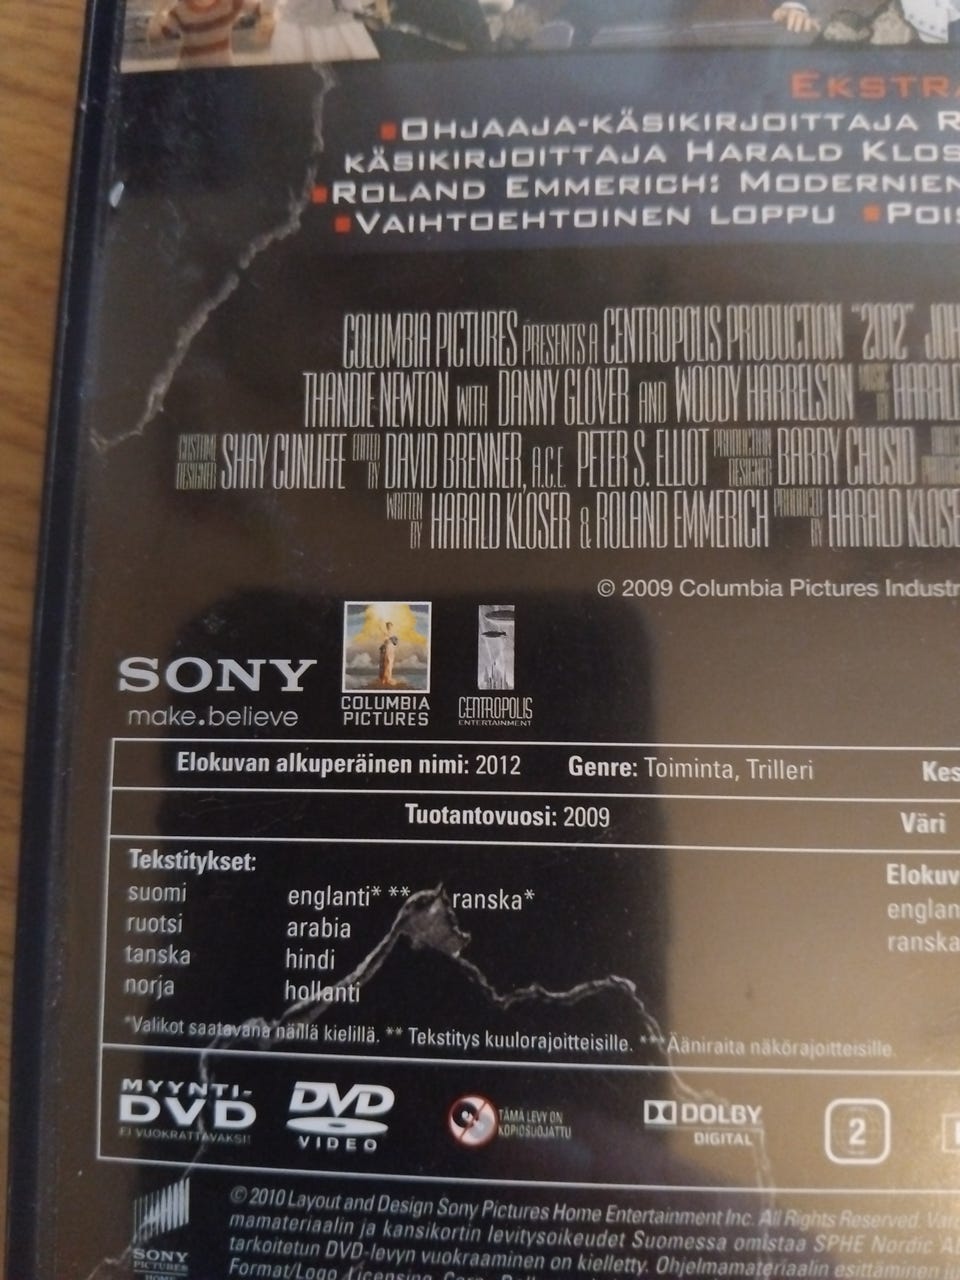 EKSTRA
▪OHJAAJA-KÄSIKIRJOITTAJA R
KÄSIKIRJOITTAJA HARALD KLOS
▪ROLAND EMMERICH: MODERNIEN
▪VAIHTOEHTOINEN LOPPU ▪POIS
COLUMBIA PICTURES PRESENTS A CENTROPOLIS PRODUCTION "2012" JOH
THANDIE NEWTON WITH DANNY GLOVER AND WOODY HARRELSON MUSIC BY HARALD
COSTUME DESIGNER SHAY CUNLIFFE EDITED BY DAVID BRENNER, A.C.E. PETER S. ELLIOT PRODUCTION DESIGNER BARRY CHUSID
WRITTEN BY HARALD KLOSER & ROLAND EMMERICH PRODUCED BY HARALD KLOSE
© 2009 Columbia Pictures Industr
SONY
make.believe
COLUMBIA
PICTURES
CENTROPOLIS
ENTERTAINMENT
Elokuvan alkuperäinen nimi: 2012 Genre: Toiminta, Trilleri Kes
Tuotantovuosi: 2009 Väri
Tekstitykset: Elokuv
suomi englanti* ** ranska* englan
ruotsi arabia ranska
tanska hindi
norja hollanti
*Valikot saatavana näillä kielillä. ** Tekstitys kuulorajoitteisille. ***Ääniraita näkörajoitteisille.
MYYNTI-
DVD
EI VUOKRATTAVAKSI!
DVD
VIDEO
TÄMÄ LEVY ON
KOPIOSUOJATTU
DOLBY
DIGITAL
2
SONY
PICTURES
HOME
© 2010 Layout and Design Sony Pictures Home Entertainment Inc. All Rights Reserved.
mamateriaalin ja kansikortin levitysoikeudet Suomessa omistaa SPHE Nordic
tarkoitetun DVD-levyn vuokraaminen on kielletty. Ohjelmamateriaalin esittäminen
Format/Logo Licensing Corp.